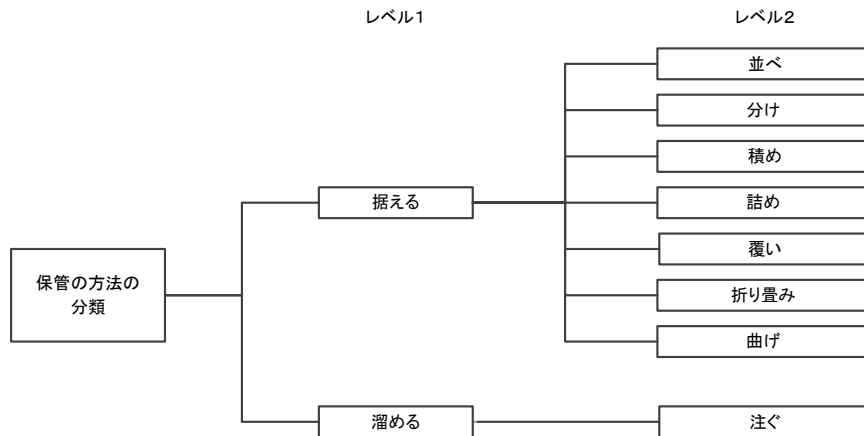 レベル1
レベル2
並べ
分け
積め
据える
詰め
保管の方法の
分類
覆い
折り畳み
曲げ
溜める
注ぐ